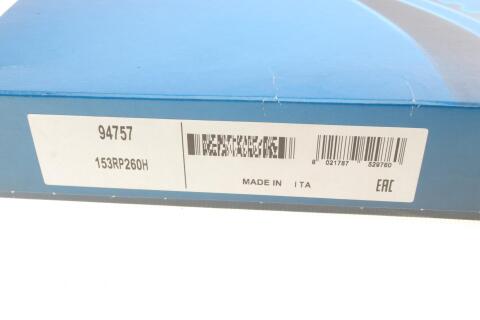 94757
153RP260H
8 021787 529760
MADE IN ITA
EAC